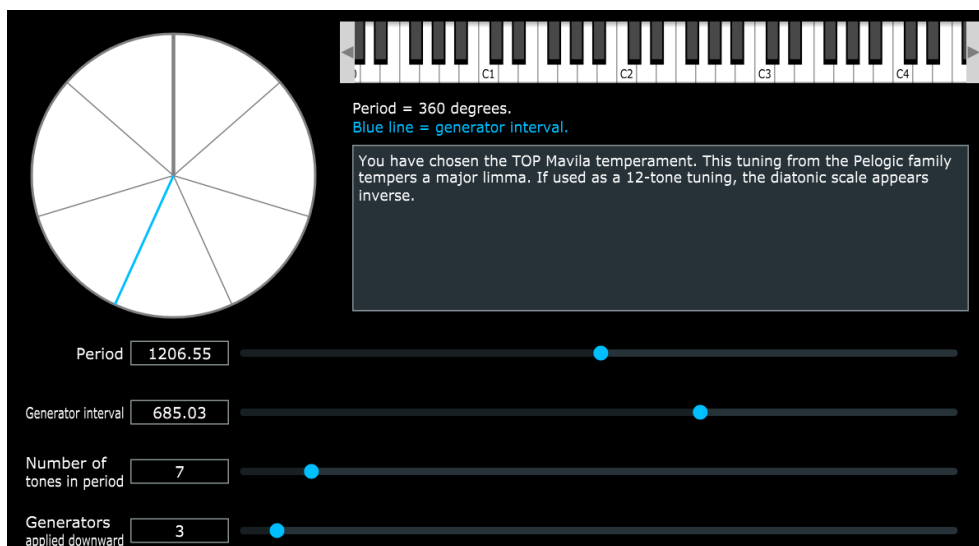 C1 C2 C3 C4
Period = 360 degrees.
Blue line = generator interval.
You have chosen the TOP Mavila temperament. This tuning from the Pelogic family
tempers a major limma. If used as a 12-tone tuning, the diatonic scale appears
inverse.
Period 1206.55
Generator interval 685.03
Number of
tones in period 7
Generators
applied downward 3